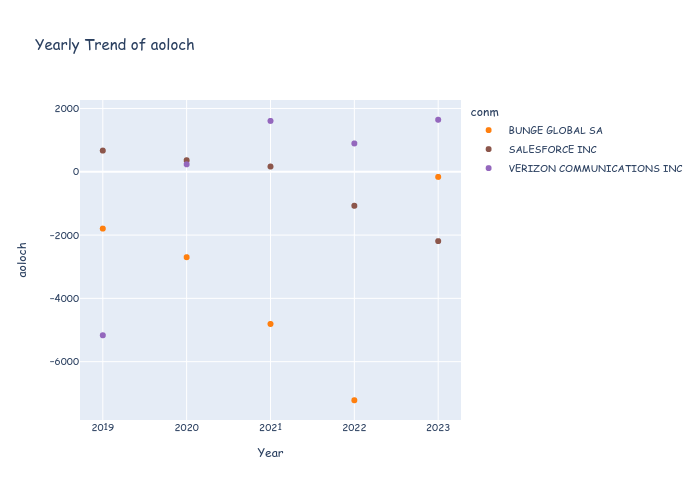 Yearly Trend of aoloch
conm
BUNGE GLOBAL SA
SALESFORCE INC
VERIZON COMMUNICATIONS INC
2000
0
−2000
−4000
−6000
aoloch
2019
2020
2021
2022
2023
Year